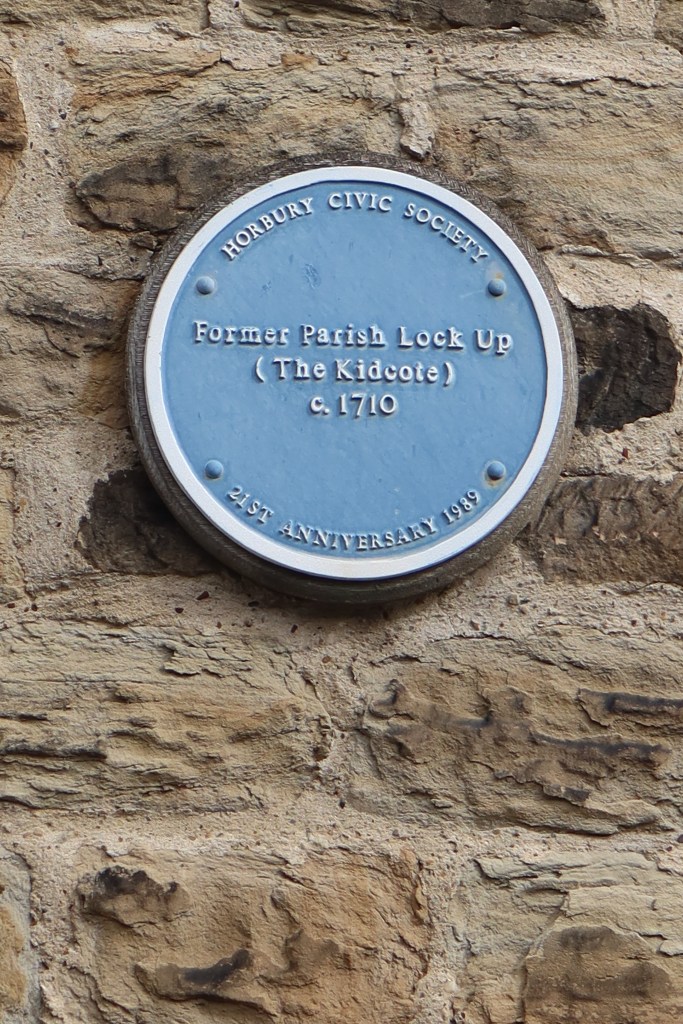 HORBURY CIVIC SOCIETY
Former Parish Lock Up
(The Kidcote)
c. 1710
21ST ANNIVERSARY 1989